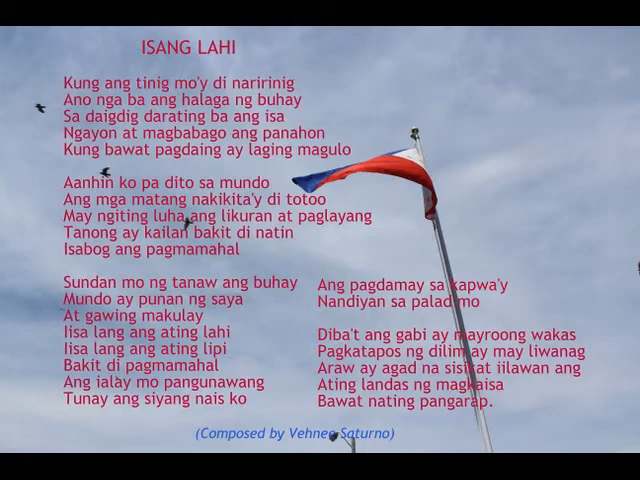 ISANG LAHI
Kung ang tinig mo'y di naririnig
Ano nga ba ang halaga ng buhay
Sa daigdig darating ba ang isa
Ngayon at magbabago ang panahon
Kung bawat pagdaing ay laging magulo
Aanhin ko pa dito sa mundo
Ang mga matang nakikita'y di totoo
May ngiting luha ang likuran at paglayang
Tanong ay kailan bakit di natin
Isabog ang pagmamahal
Sundan mo ng tanaw ang buhay
Mundo ay punan ng saya
At gawing makulay
Iisa lang ang ating lahi
Iisa lang ang ating lipi
Bakit di pagmamahal
Ang ialay mo pangunawang
Tunay ang siyang nais ko
Ang pagdamay sa kapwa'y
Nandiyan sa palad mo
Diba't ang gabi ay mayroong wakas
Pagkatapos ng dilim ay may liwanag
Araw ay agad na sisikat iilawan ang
Ating landas ng magkaisa
Bawat nating pangarap.
(Composed by Vehnee Saturno)